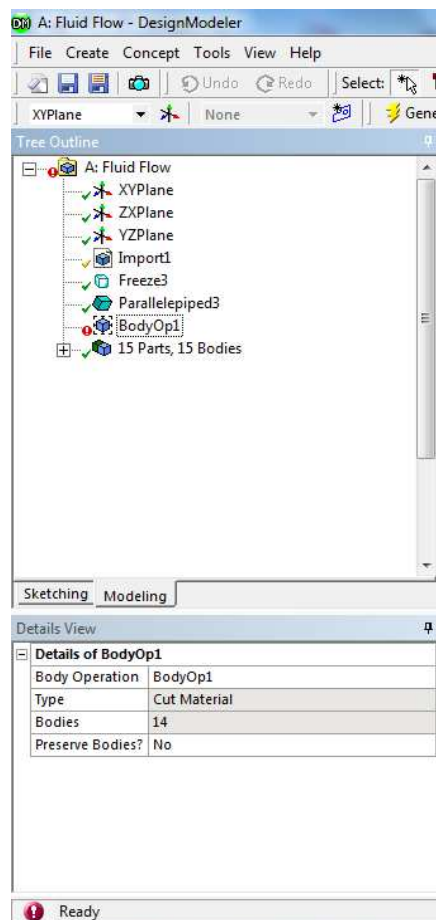 DM A: Fluid Flow - DesignModeler
File Create Concept Tools View Help
Undo Redo Select:
XYPlane None Gene
Tree Outline
A: Fluid Flow
XYPlane
ZXPlane
YZPlane
Import1
Freeze3
Parallelepiped3
BodyOp1
15 Parts, 15 Bodies
Sketching Modeling
Details View
Details of BodyOp1
Body Operation BodyOp1
Type Cut Material
Bodies 14
Preserve Bodies? No
Ready